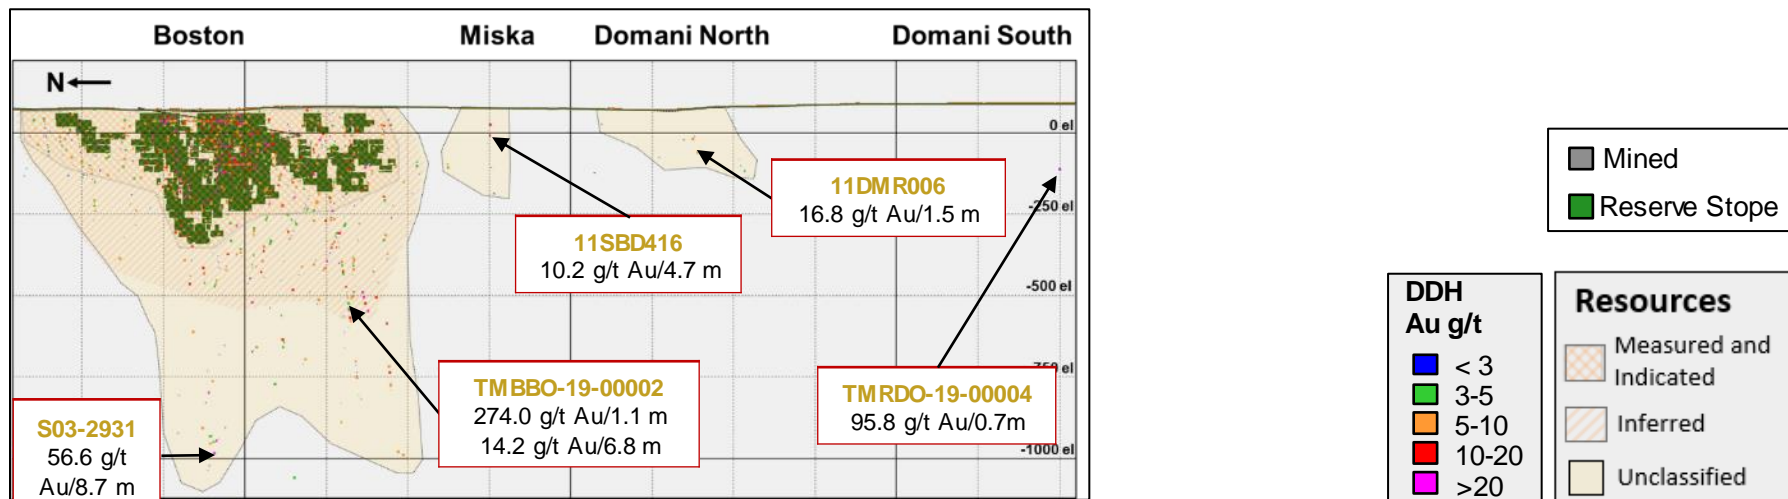 Boston
Miska
Domani North
Domani South
N
0 el
-250 el
-500 el
-750 el
-1000 el
11DMR006
16.8 g/t Au/1.5 m
11SBD416
10.2 g/t Au/4.7 m
TMBBO-19-00002
274.0 g/t Au/1.1 m
14.2 g/t Au/6.8 m
TMRDO-19-00004
95.8 g/t Au/0.7m
S03-2931
56.6 g/t
Au/8.7 m
Mined
Reserve Stope
DDH
Au g/t
< 3
3-5
5-10
10-20
>20
Resources
Measured and
Indicated
Inferred
Unclassified